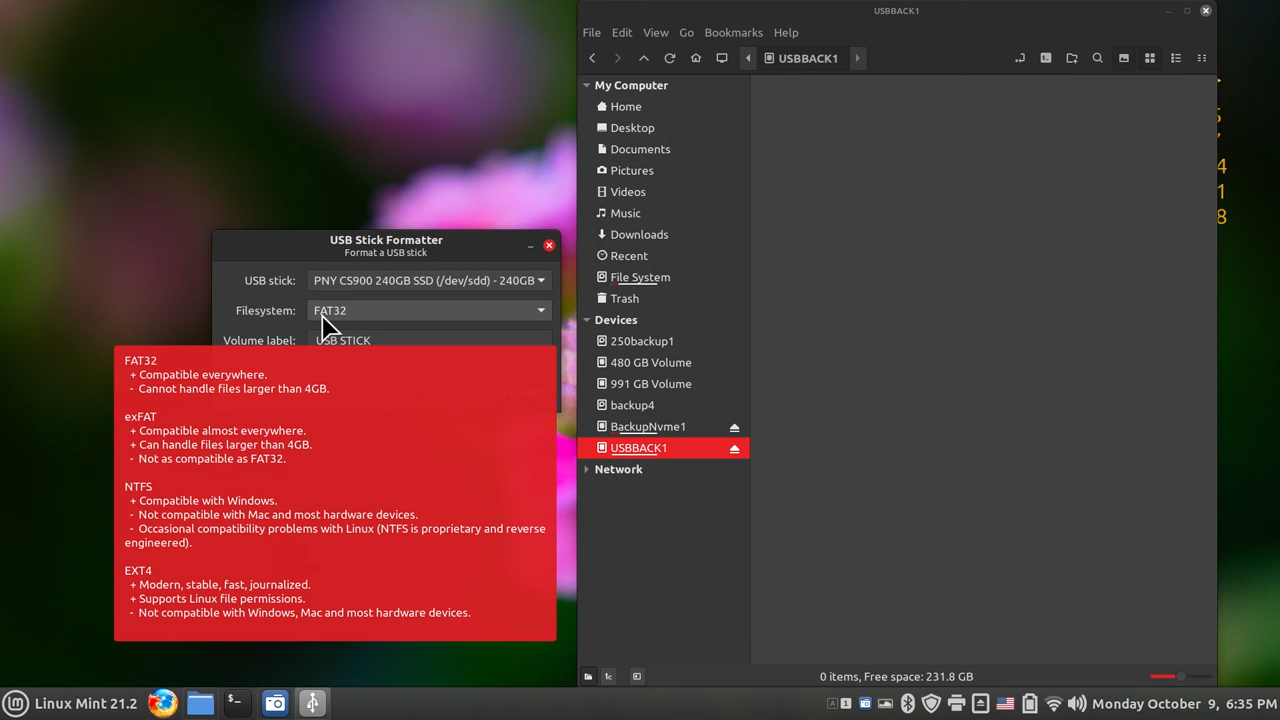 USBBACK1
File Edit View Go Bookmarks Help
USBBACK1
My Computer
Home
Desktop
Documents
Pictures
Videos
Music
Downloads
Recent
File System
Trash
Devices
250backup1
480 GB Volume
991 GB Volume
backup4
BackupNvme1
USBBACK1
Network
0 items, Free space: 231.8 GB
USB Stick Formatter
Format a USB stick
USB stick: PNY CS900 240GB SSD (/dev/sdd) - 240GB
Filesystem: FAT32
Volume label: USB STICK
FAT32
+ Compatible everywhere.
- Cannot handle files larger than 4GB.
exFAT
+ Compatible almost everywhere.
+ Can handle files larger than 4GB.
- Not as compatible as FAT32.
NTFS
+ Compatible with Windows.
- Not compatible with Mac and most hardware devices.
- Occasional compatibility problems with Linux (NTFS is proprietary and reverse
engineered).
EXT4
+ Modern, stable, fast, journalized.
+ Supports Linux file permissions.
- Not compatible with Windows, Mac and most hardware devices.
4
1
8
Linux Mint 21.2
A 1
Monday October 9, 6:35 PM